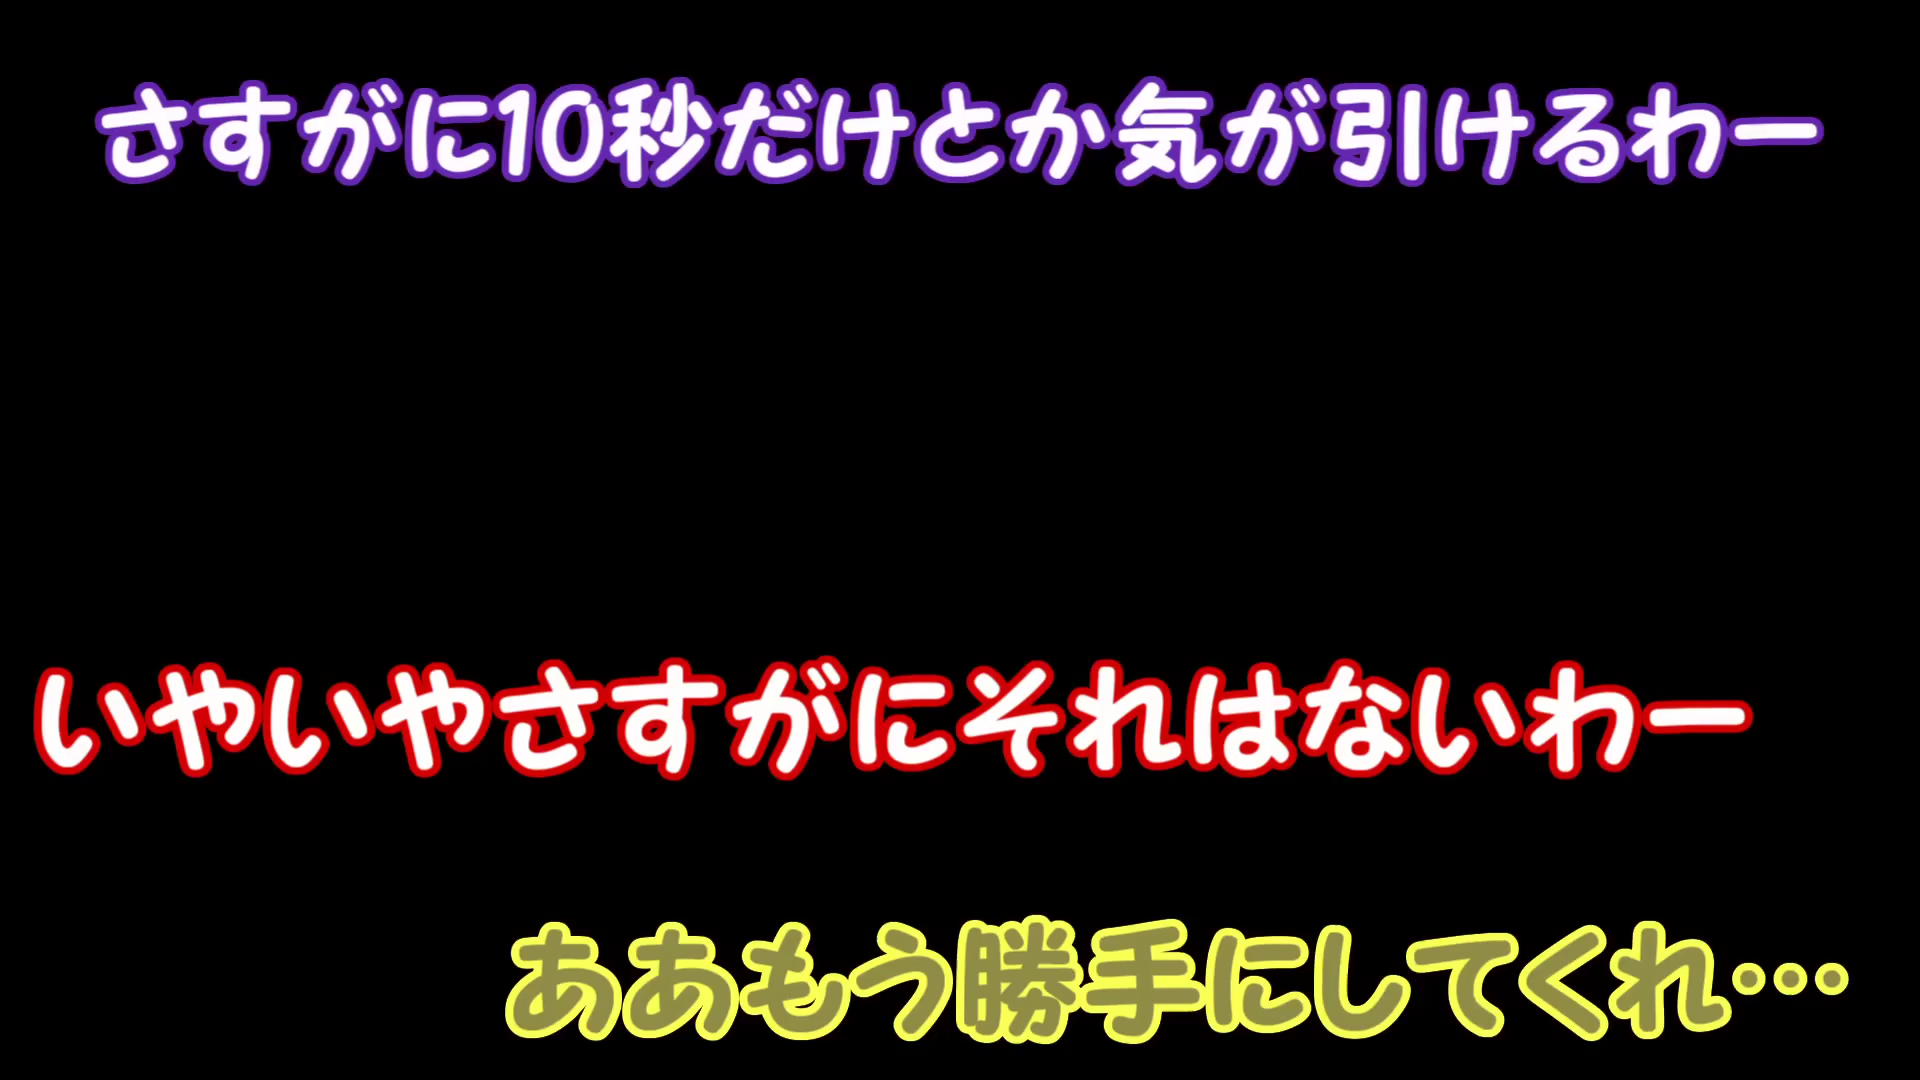 さすがに10秒だけとか気が引けるわー
いやいやさすがにそれはないわー
ああもう勝手にしてくれ…